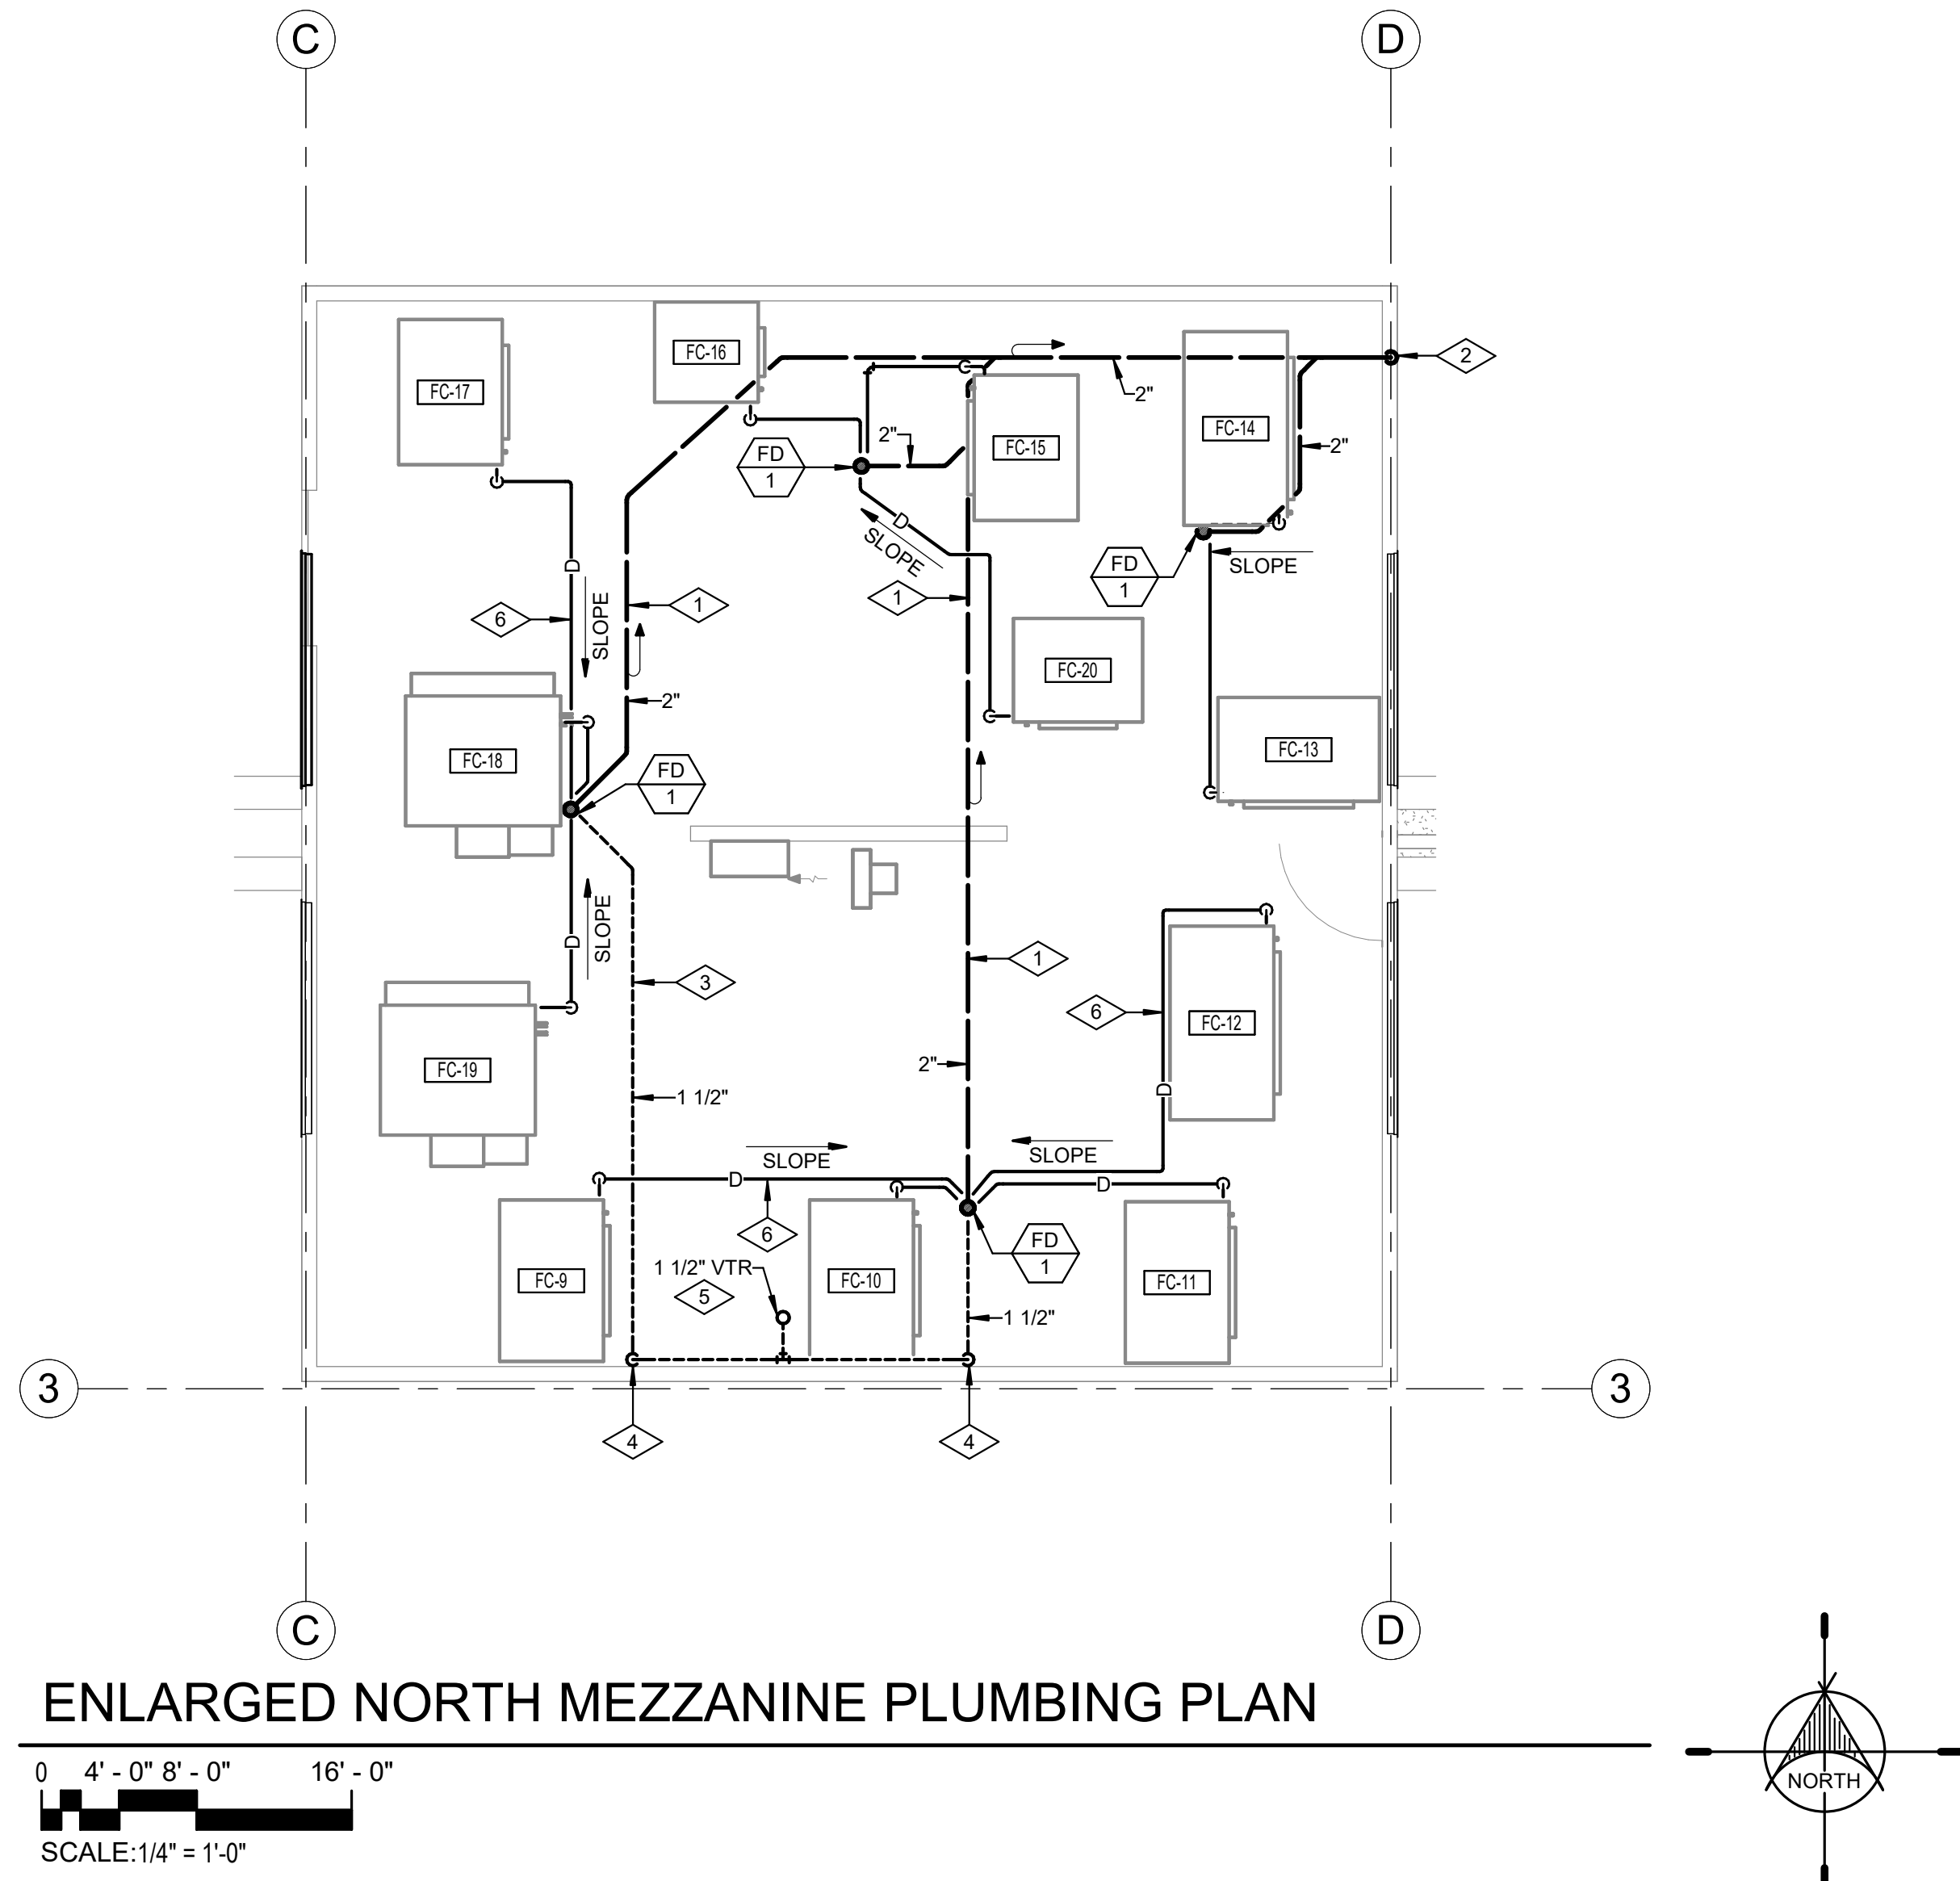 C
D
2
FC-16
FC-17
2"
FC-14
2"
2"
FC-15
FD
1
D
SLOPE
FD
1
SLOPE
D
6
SLOPE
1
1
FC-20
2"
FC-13
FC-18
FD
1
D
SLOPE
1
3
6
FC-12
FC-19
2"
1 1/2"
D
SLOPE
SLOPE
D
D
6
FD
1
1 1/2" VTR
5
FC-9
FC-10
FC-11
1 1/2"
3
3
4
4
C
D
ENLARGED NORTH MEZZANINE PLUMBING PLAN
0 4' - 0" 8' - 0" 16' - 0"
SCALE:1/4" = 1'-0"
NORTH